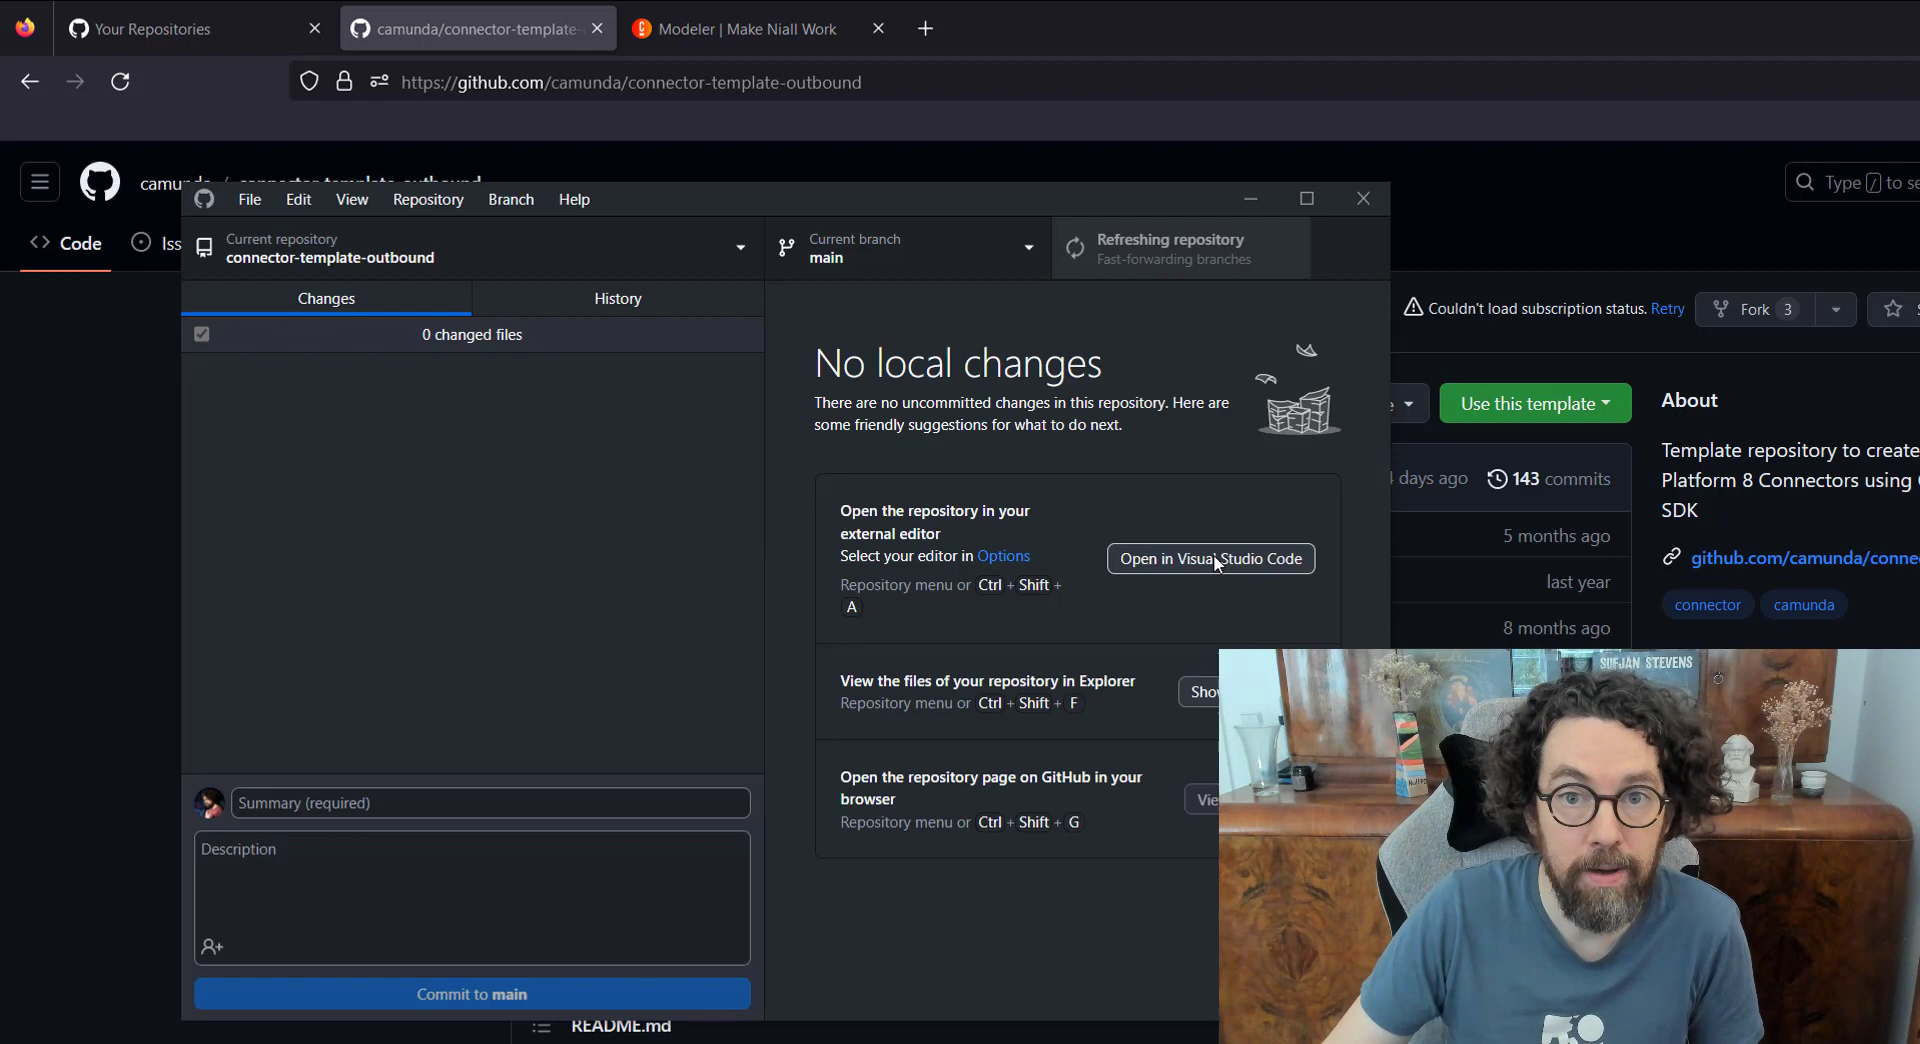 Your Repositories
camunda/connector-template-
Modeler | Make Niall Work
https://github.com/camunda/connector-template-outbound
File Edit View Repository Branch Help
Type / to se
Code
Iss
Current repository
connector-template-outbound
Current branch
main
Refreshing repository
Fast-forwarding branches
Changes
History
0 changed files
Couldn't load subscription status. Retry
Fork 3
No local changes
There are no uncommitted changes in this repository. Here are
some friendly suggestions for what to do next.
Use this template
About
Template repository to create
Platform 8 Connectors using
SDK
days ago
143 commits
5 months ago
last year
8 months ago
github.com/camunda/conne
connector
camunda
Open the repository in your
external editor
Select your editor in Options
Repository menu or Ctrl + Shift +
A
Open in Visual Studio Code
View the files of your repository in Explorer
Repository menu or Ctrl + Shift + F
Sho
Open the repository page on GitHub in your
browser
Repository menu or Ctrl + Shift + G
Vie
SUFJAN STEVENS
Summary (required)
Description
Commit to main
README.md